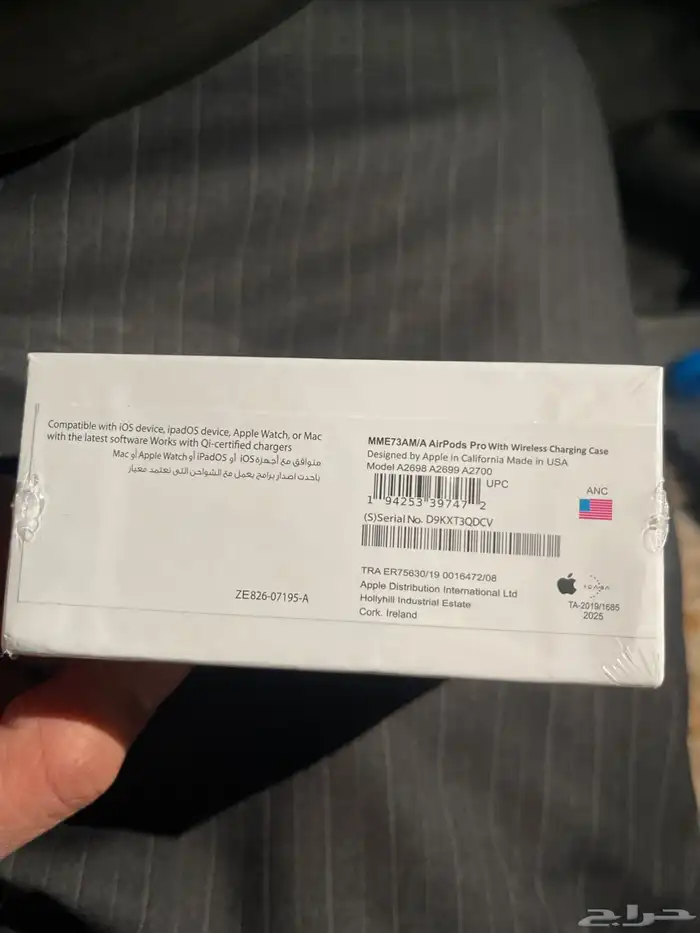 Compatible with iOS device, ipadOS device, Apple Watch, or Mac
with the latest software Works with Qi-certified chargers
متوافق مع أجهزة iOS أو iPadOS أو Apple Watch أو Mac
باحدث اصدار برامج يعمل مع الشواحن التي تعتمد معيار
ZE826-07195-A
MME73AM/A AirPods Pro With Wireless Charging Case
Designed by Apple in California Made in USA
Model A2698 A2699 A2700
UPC
1 94253 39747 2
(S)Serial No. D9KXT3QDCV
TRA ER75630/19 0016472/08
Apple Distribution International Ltd
Hollyhill Industrial Estate
Cork. Ireland
ANC
TA-2019/1685
2025
حراج